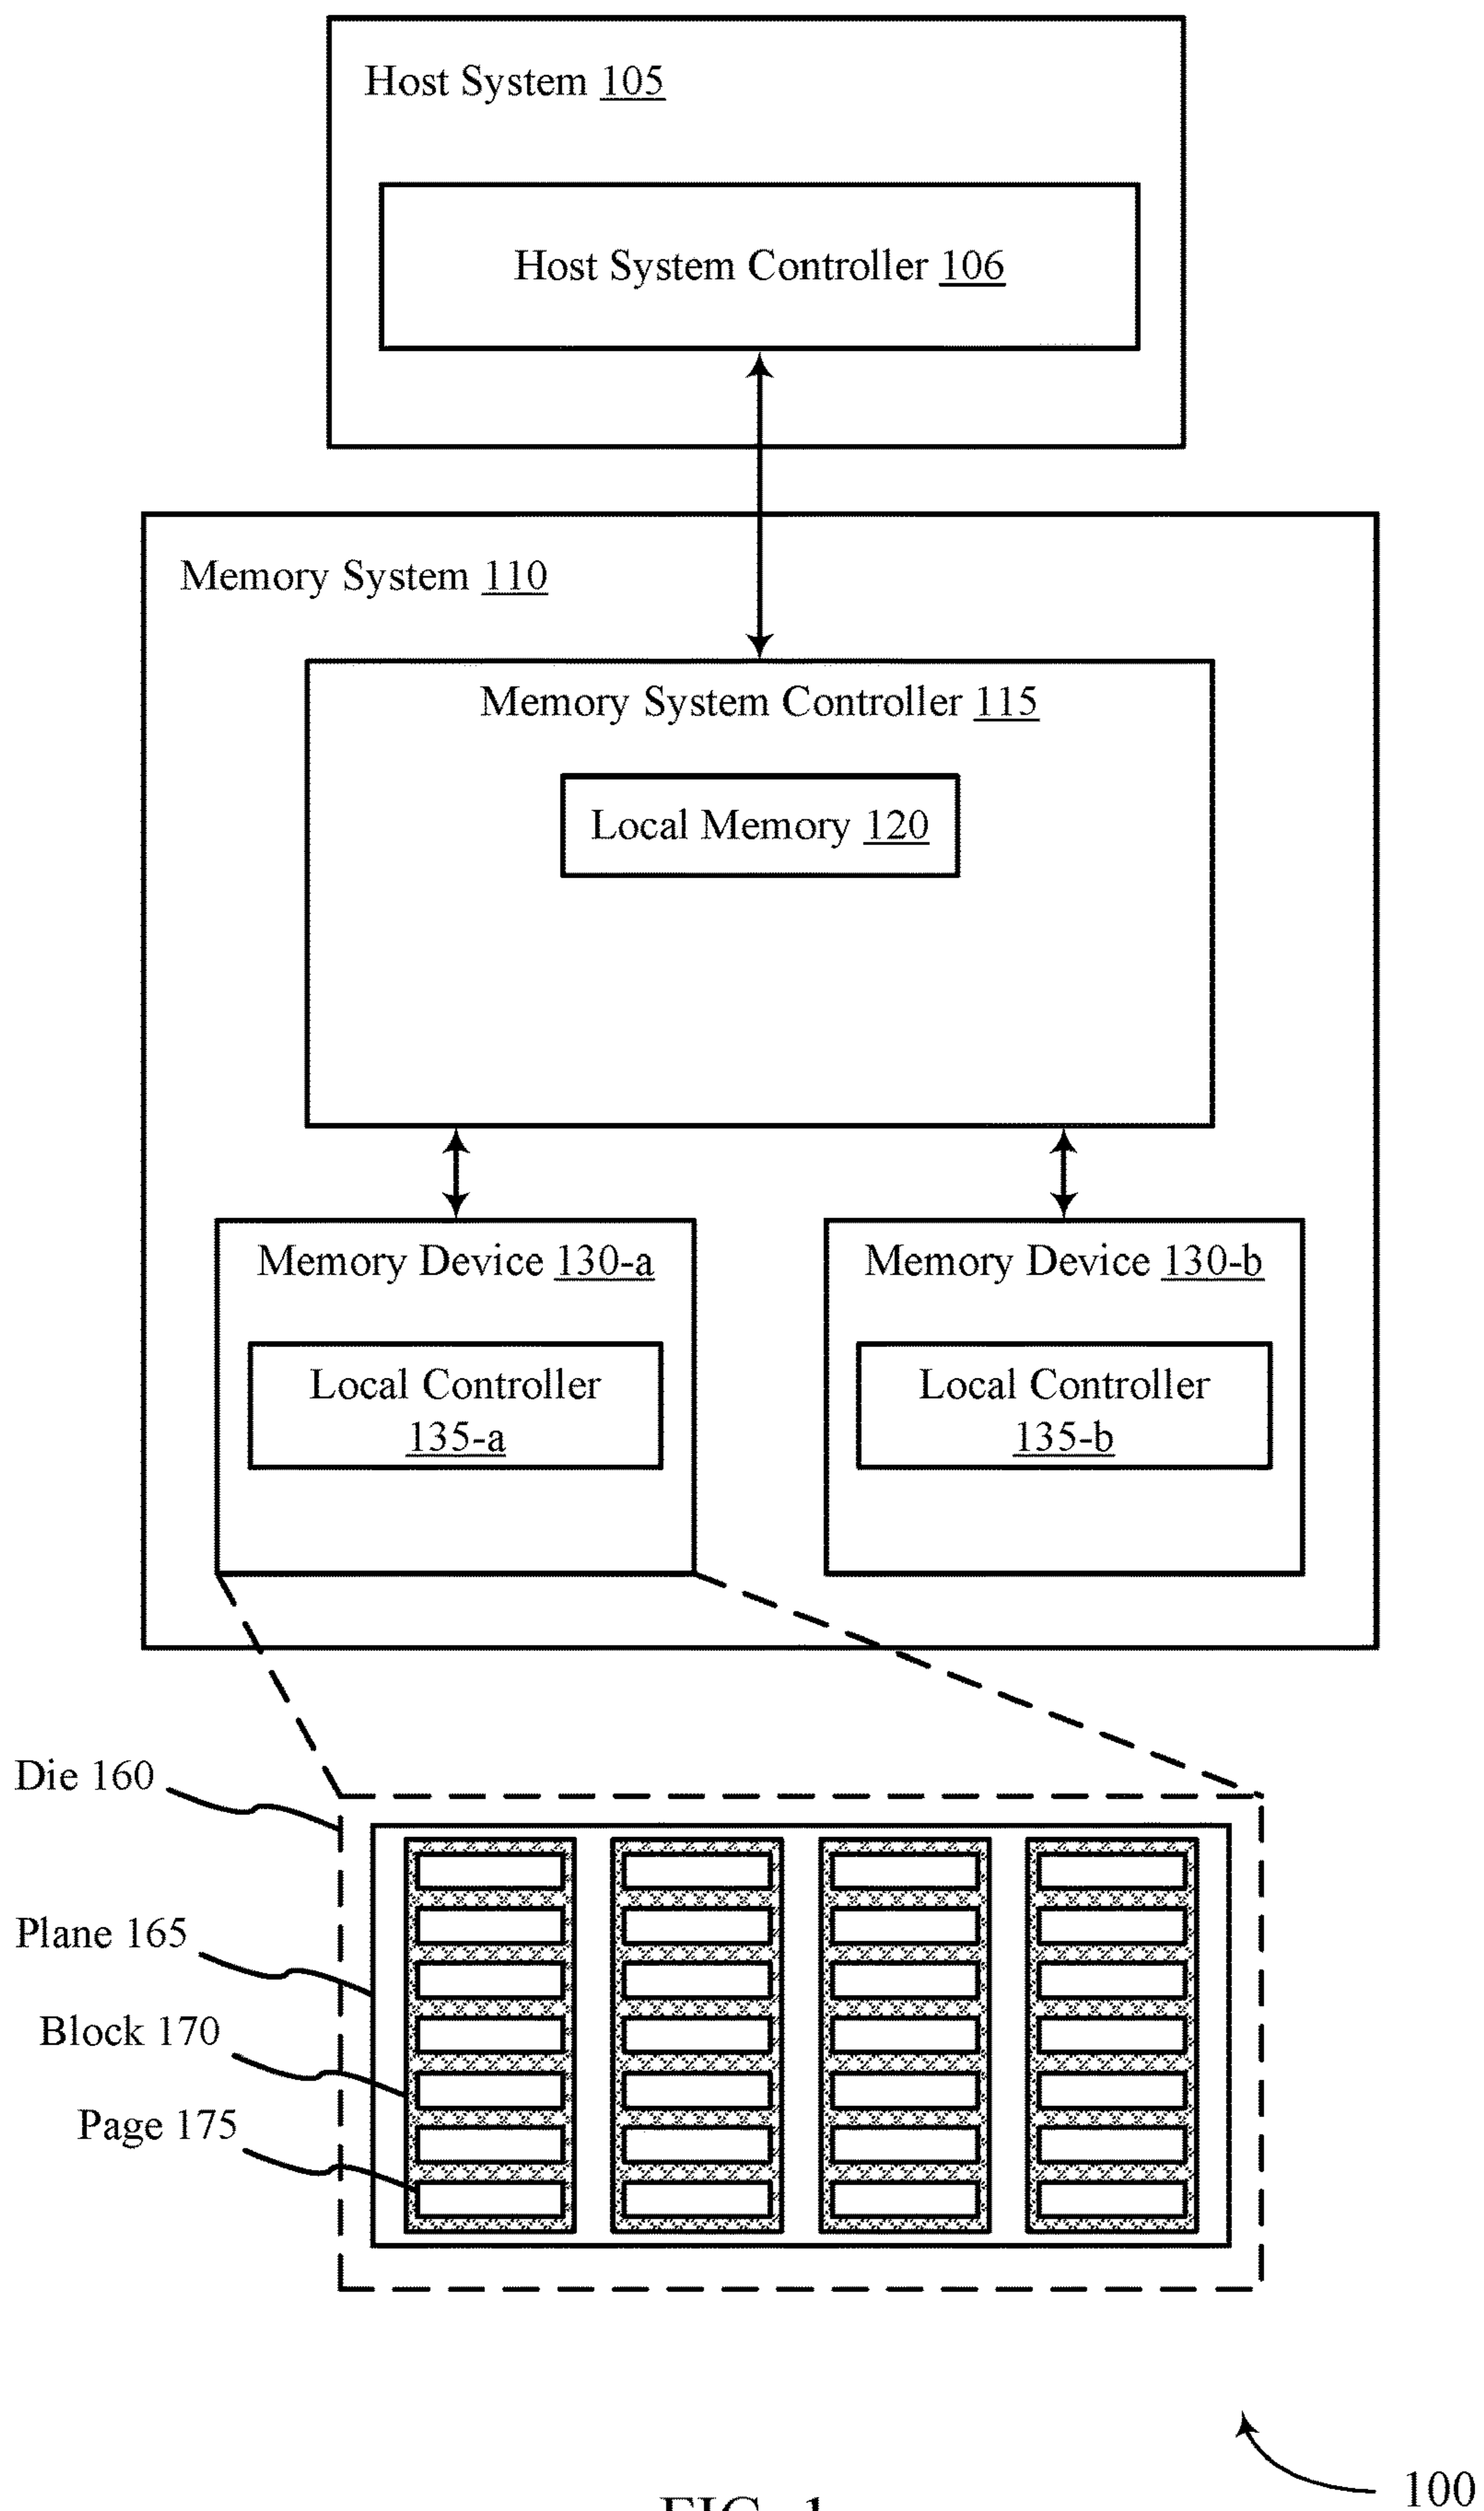 Host System 105
Host System Controller 106
Memory System 110
Memory System Controller 115
Local Memory 120
Memory Device 130-a
Local Controller
135-a
Memory Device 130-b
Local Controller
135-b
Die 160
Plane 165
Block 170
Page 175
100
FIG. 1